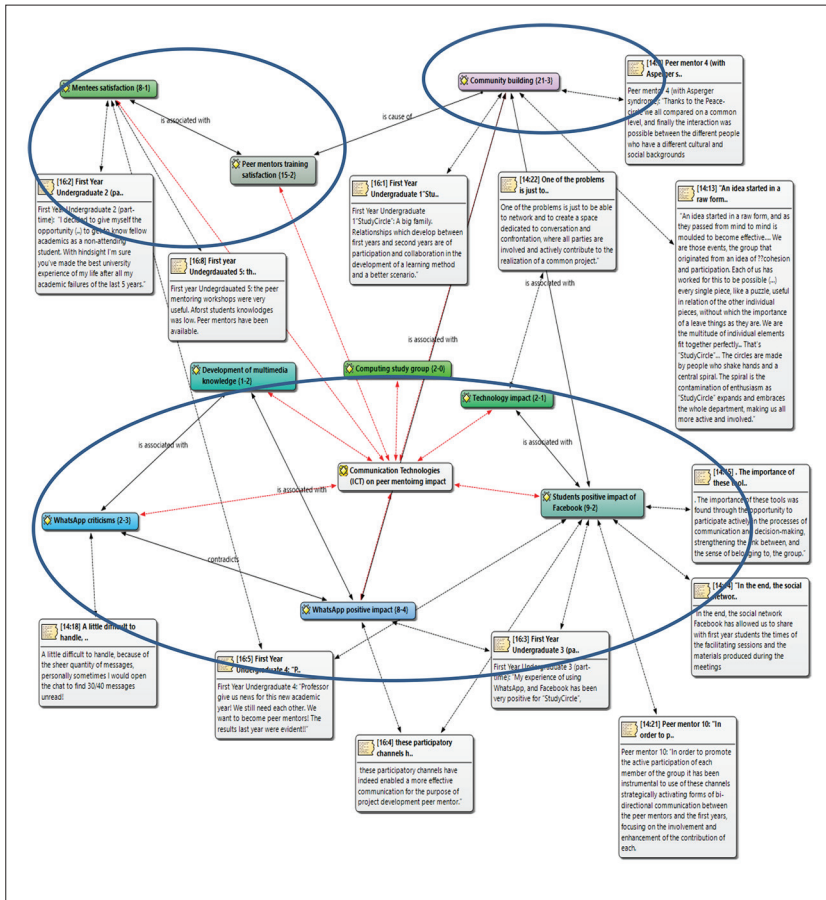 Mentees satisfaction (8-1)
Community building (21-3)
[14:9] Peer mentor 4 (with
Asperger s..
Peer mentor 4 (with Asperger
syndrome): "Thanks to the Peace-
circle we all compared on a common
level, and finally the interaction was
possible between the different people
who have a different cultural and
social backgrounds
is associated with
is cause of
Peer mentors training
satisfaction (15-2)
[16:2] First Year
Undergraduate 2 (pa..
First Year Undergraduate 2 (part-
time): "I decided to give myself the
opportunity (...) to get to know fellow
academics as a non-attending
student. With hindsight I'm sure
you've made the best university
experience of my life after all my
academic failures of the last 5 years."
[16:8] First year
Undegrdauated 5: th..
First year Undegrdauated 5: the peer
mentoring workshops were very
useful. Aforst students knowlodges
was low. Peer mentors have been
available.
[16:1] First Year
Undergraduate 1"Stu..
First Year Undergraduate
1"StudyCircle": A big family.
Relationships which develop between
first years and second years are of
participation and collaboration in the
development of a learning method
and a better scenario."
[14:22] One of the problems
is just to..
One of the problems is just to be able
to network and to create a space
dedicated to conversation and
confrontation, where all parties are
involved and actively contribute to the
realization of a common project."
[14:13] "An idea started in a
raw form..
"An idea started in a raw form, and as
they passed from mind to mind is
moulded to become effective.... We
are those events, the group that
originated from an idea of ??cohesion
and participation. Each of us has
worked for this to be possible (...)
every single piece, like a puzzle, useful
in relation of the other individual
pieces, without which the importance
of a leave things as they are. We are
the multitude of individual elements
fit together perfectly... That's
"StudyCircle"... The circles are made
by people who shake hands and a
central spiral. The spiral is the
contamination of enthusiasm as
"StudyCircle" expands and embraces
the whole department, making us all
more active and involved."
is associated with
is associated with
Development of multimedia
knowledge (1-2)
Computing study group (2-0)
Technology impact (2-1)
is associated with
is associated with
Communication Technologies
(ICT) on peer mentoimg impact
is associated with
Students positive impact of
Facebook (9-2)
WhatsApp criticisms (2-3)
contradicts
WhatsApp positive impact (8-4)
[14:15] . The importance of
these tool..
. The importance of these tools was
found through the opportunity to
participate actively in the processes of
communication and decision-making,
strengthening the link between, and
the sense of belonging to, the group."
[14:14] "In the end, the social
networ..
"In the end, the social network
Facebook has allowed us to share
with first year students the times of
the facilitating sessions and the
materials produced during the
meetings
[14:18] A little difficult to
handle, ..
A little difficult to handle, because of
the sheer quantity of messages,
personally sometimes I would open
the chat to find 30/40 messages
unread!
[16:5] First Year
Undergraduate 4: "P..
First Year Undergraduate 4: "Professor
give us news for this new academic
year! We still need each other. We
want to become peer mentors! The
results last year were evident!!"
[16:3] First Year
Undergraduate 3 (pa..
First Year Undergraduate 3 (part-
time): "My experience of using
WhatsApp, and Facebook has been
very positive for "StudyCircle",
[16:4] these participatory
channels h..
these participatory channels have
indeed enabled a more effective
communication for the purpose of
project development peer mentor."
[14:21] Peer mentor 10: "In
order to p..
Peer mentor 10: "In order to promote
the active participation of each
member of the group it has been
instrumental to use of these channels
strategically activating forms of bi-
directional communication between
the peer mentors and the first years,
focusing on the involvement and
enhancement of the contribution of
each.